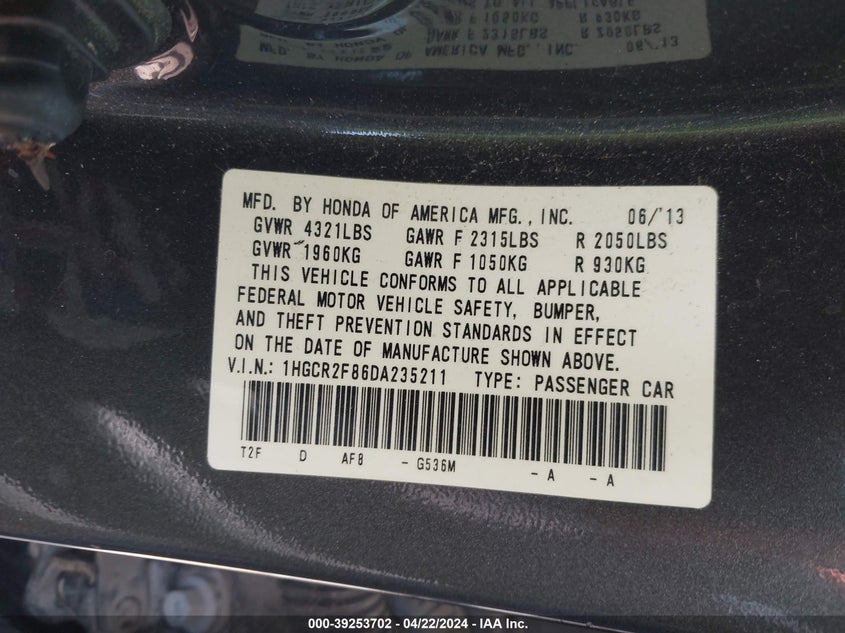 MFD. BY HONDA OF AMERICA MFG., INC. 06/'13
GVWR 4321LBS GAWR F 2315LBS R 2050LBS
GVWR 1960KG GAWR F 1050KG R 930KG
THIS VEHICLE CONFORMS TO ALL APPLICABLE
FEDERAL MOTOR VEHICLE SAFETY, BUMPER,
AND THEFT PREVENTION STANDARDS IN EFFECT
ON THE DATE OF MANUFACTURE SHOWN ABOVE.
V.I.N.: 1HGCR2F86DA235211 TYPE: PASSENGER CAR
T2F D AF8 - G536M - A - A
000-39253702 - 04/22/2024 - IAA Inc.